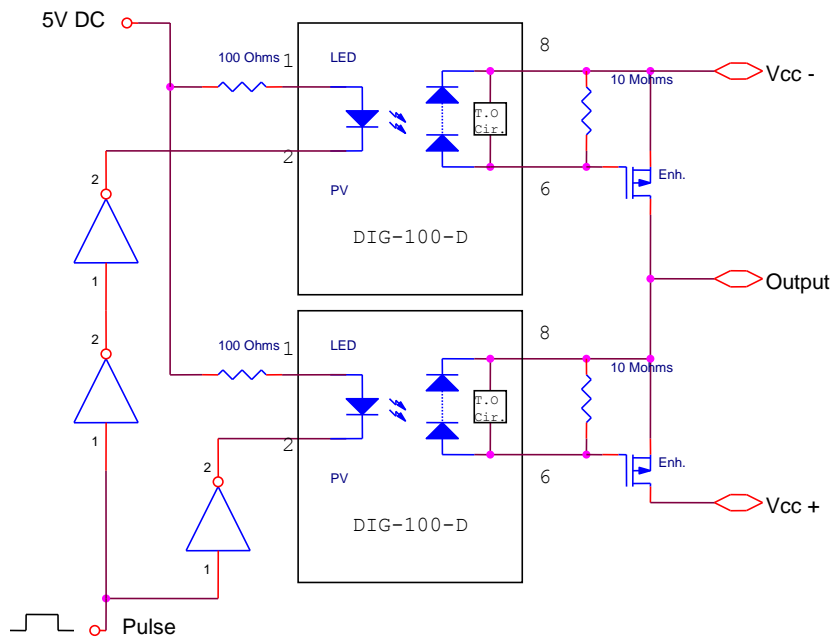 5V DC
100 Ohms
1
LED
8
Vcc -
10 Mohms
T.O
Cir.
2
2
PV
6
Enh.
DIG-100-D
1
Output
2
100 Ohms
1
LED
8
10 Mohms
T.O
Cir.
1
2
2
PV
6
Enh.
Vcc +
DIG-100-D
1
Pulse